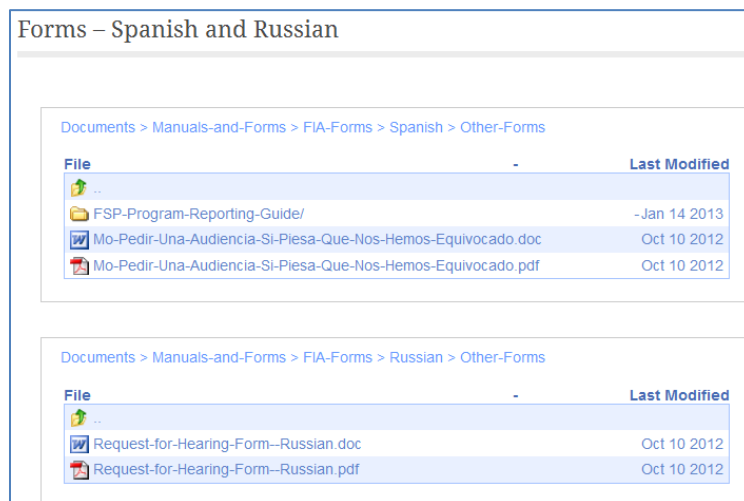 Forms – Spanish and Russian
Documents > Manuals-and-Forms > FIA-Forms > Spanish > Other-Forms
File - Last Modified
..
FSP-Program-Reporting-Guide/ -Jan 14 2013
Mo-Pedir-Una-Audiencia-Si-Piesa-Que-Nos-Hemos-Equivocado.doc Oct 10 2012
Mo-Pedir-Una-Audiencia-Si-Piesa-Que-Nos-Hemos-Equivocado.pdf Oct 10 2012
Documents > Manuals-and-Forms > FIA-Forms > Russian > Other-Forms
File - Last Modified
..
Request-for-Hearing-Form--Russian.doc Oct 10 2012
Request-for-Hearing-Form--Russian.pdf Oct 10 2012